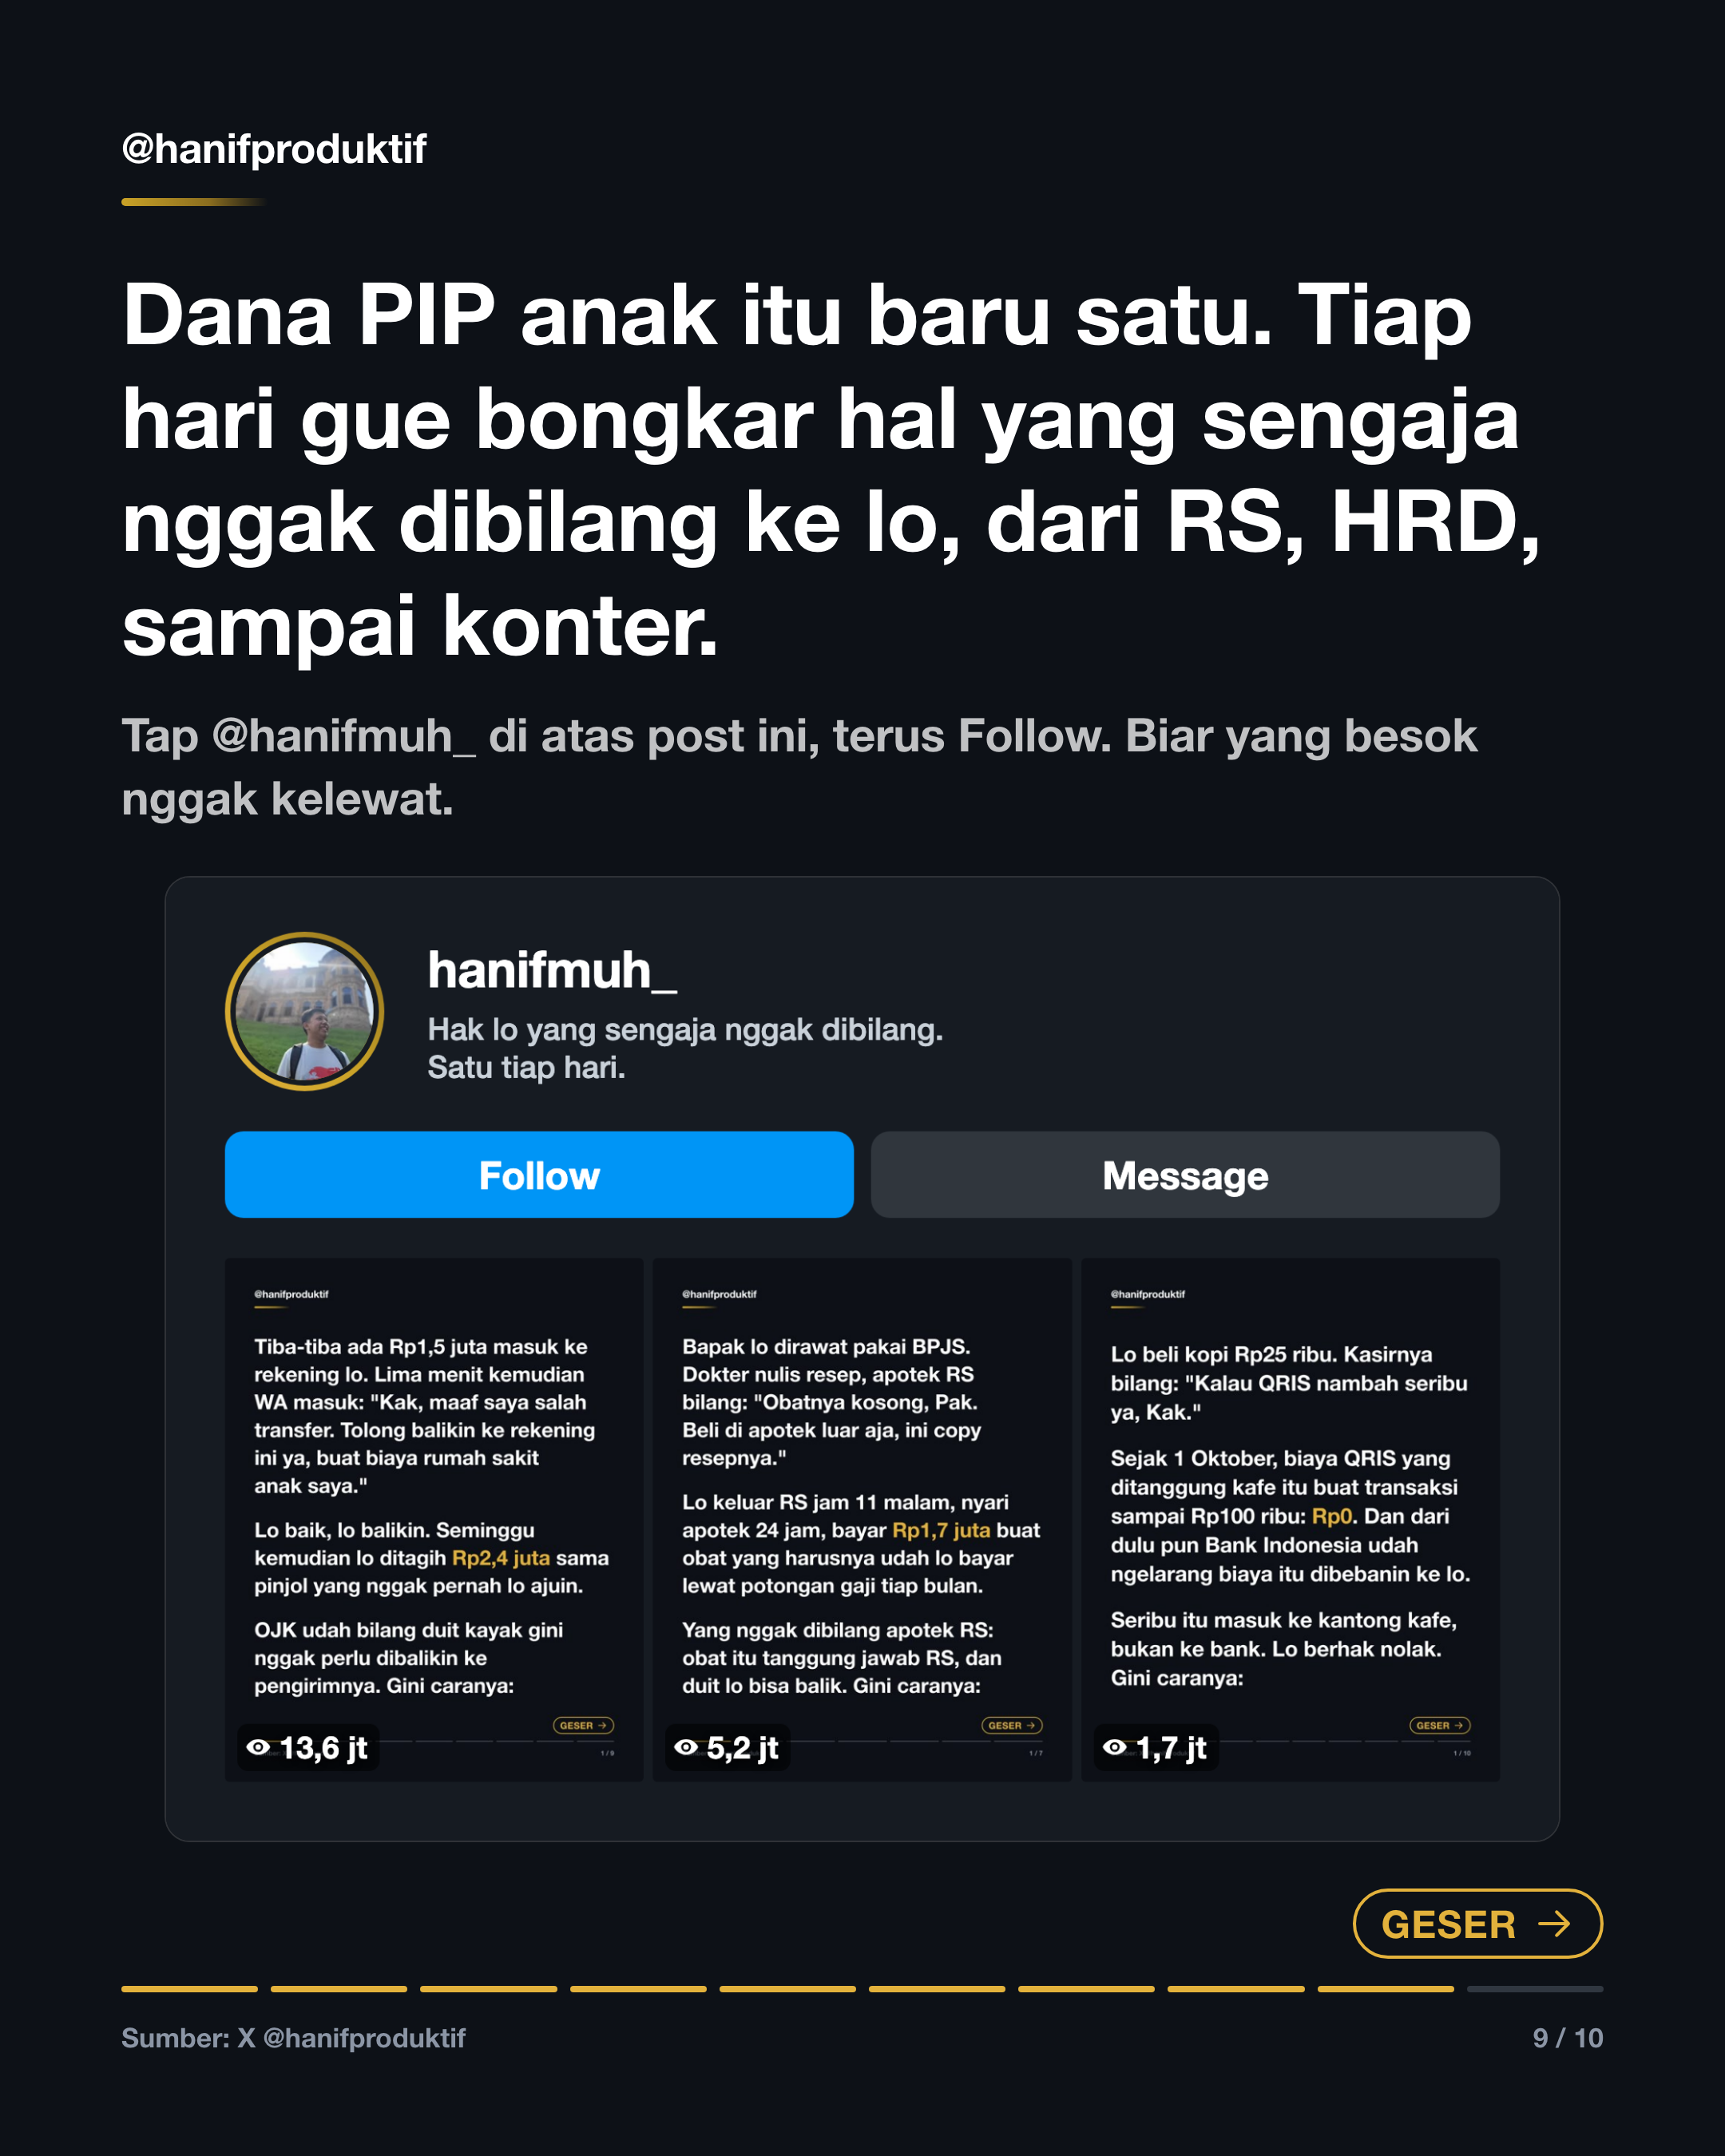 @hanifproduktif
Dana PIP anak itu baru satu. Tiap
hari gue bongkar hal yang sengaja
nggak dibilang ke lo, dari RS, HRD,
sampai konter.
Tap @hanifmuh_ di atas post ini, terus Follow. Biar yang besok
nggak kelewat.
hanifmuh_
Hak lo yang sengaja nggak dibilang.
Satu tiap hari.
Follow
Message
@hanifproduktif
Tiba-tiba ada Rp1,5 juta masuk ke
rekening lo. Lima menit kemudian
WA masuk: "Kak, maaf saya salah
transfer. Tolong balikin ke rekening
ini ya, buat biaya rumah sakit
anak saya."
Lo baik, lo balikin. Seminggu
kemudian lo ditagih Rp2,4 juta sama
pinjol yang nggak pernah lo ajuin.
OJK udah bilang duit kayak gini
nggak perlu dibalikin ke
pengirimnya. Gini caranya:
GESER →
13,6 jt
1 / 8
@hanifproduktif
Bapak lo dirawat pakai BPJS.
Dokter nulis resep, apotek RS
bilang: "Obatnya kosong, Pak.
Beli di apotek luar aja, ini copy
resepnya."
Lo keluar RS jam 11 malam, nyari
apotek 24 jam, bayar Rp1,7 juta buat
obat yang harusnya udah lo bayar
lewat potongan gaji tiap bulan.
Yang nggak dibilang apotek RS:
obat itu tanggung jawab RS, dan
duit lo bisa balik. Gini caranya:
GESER →
5,2 jt
1 / 7
@hanifproduktif
Lo beli kopi Rp25 ribu. Kasirnya
bilang: "Kalau QRIS nambah seribu
ya, Kak."
Sejak 1 Oktober, biaya QRIS yang
ditanggung kafe itu buat transaksi
sampai Rp100 ribu: Rp0. Dan dari
dulu pun Bank Indonesia udah
ngelarang biaya itu dibebanin ke lo.
Seribu itu masuk ke kantong kafe,
bukan ke bank. Lo berhak nolak.
Gini caranya:
GESER →
1,7 jt
1 / 10
GESER →
Sumber: X @hanifproduktif
9 / 10